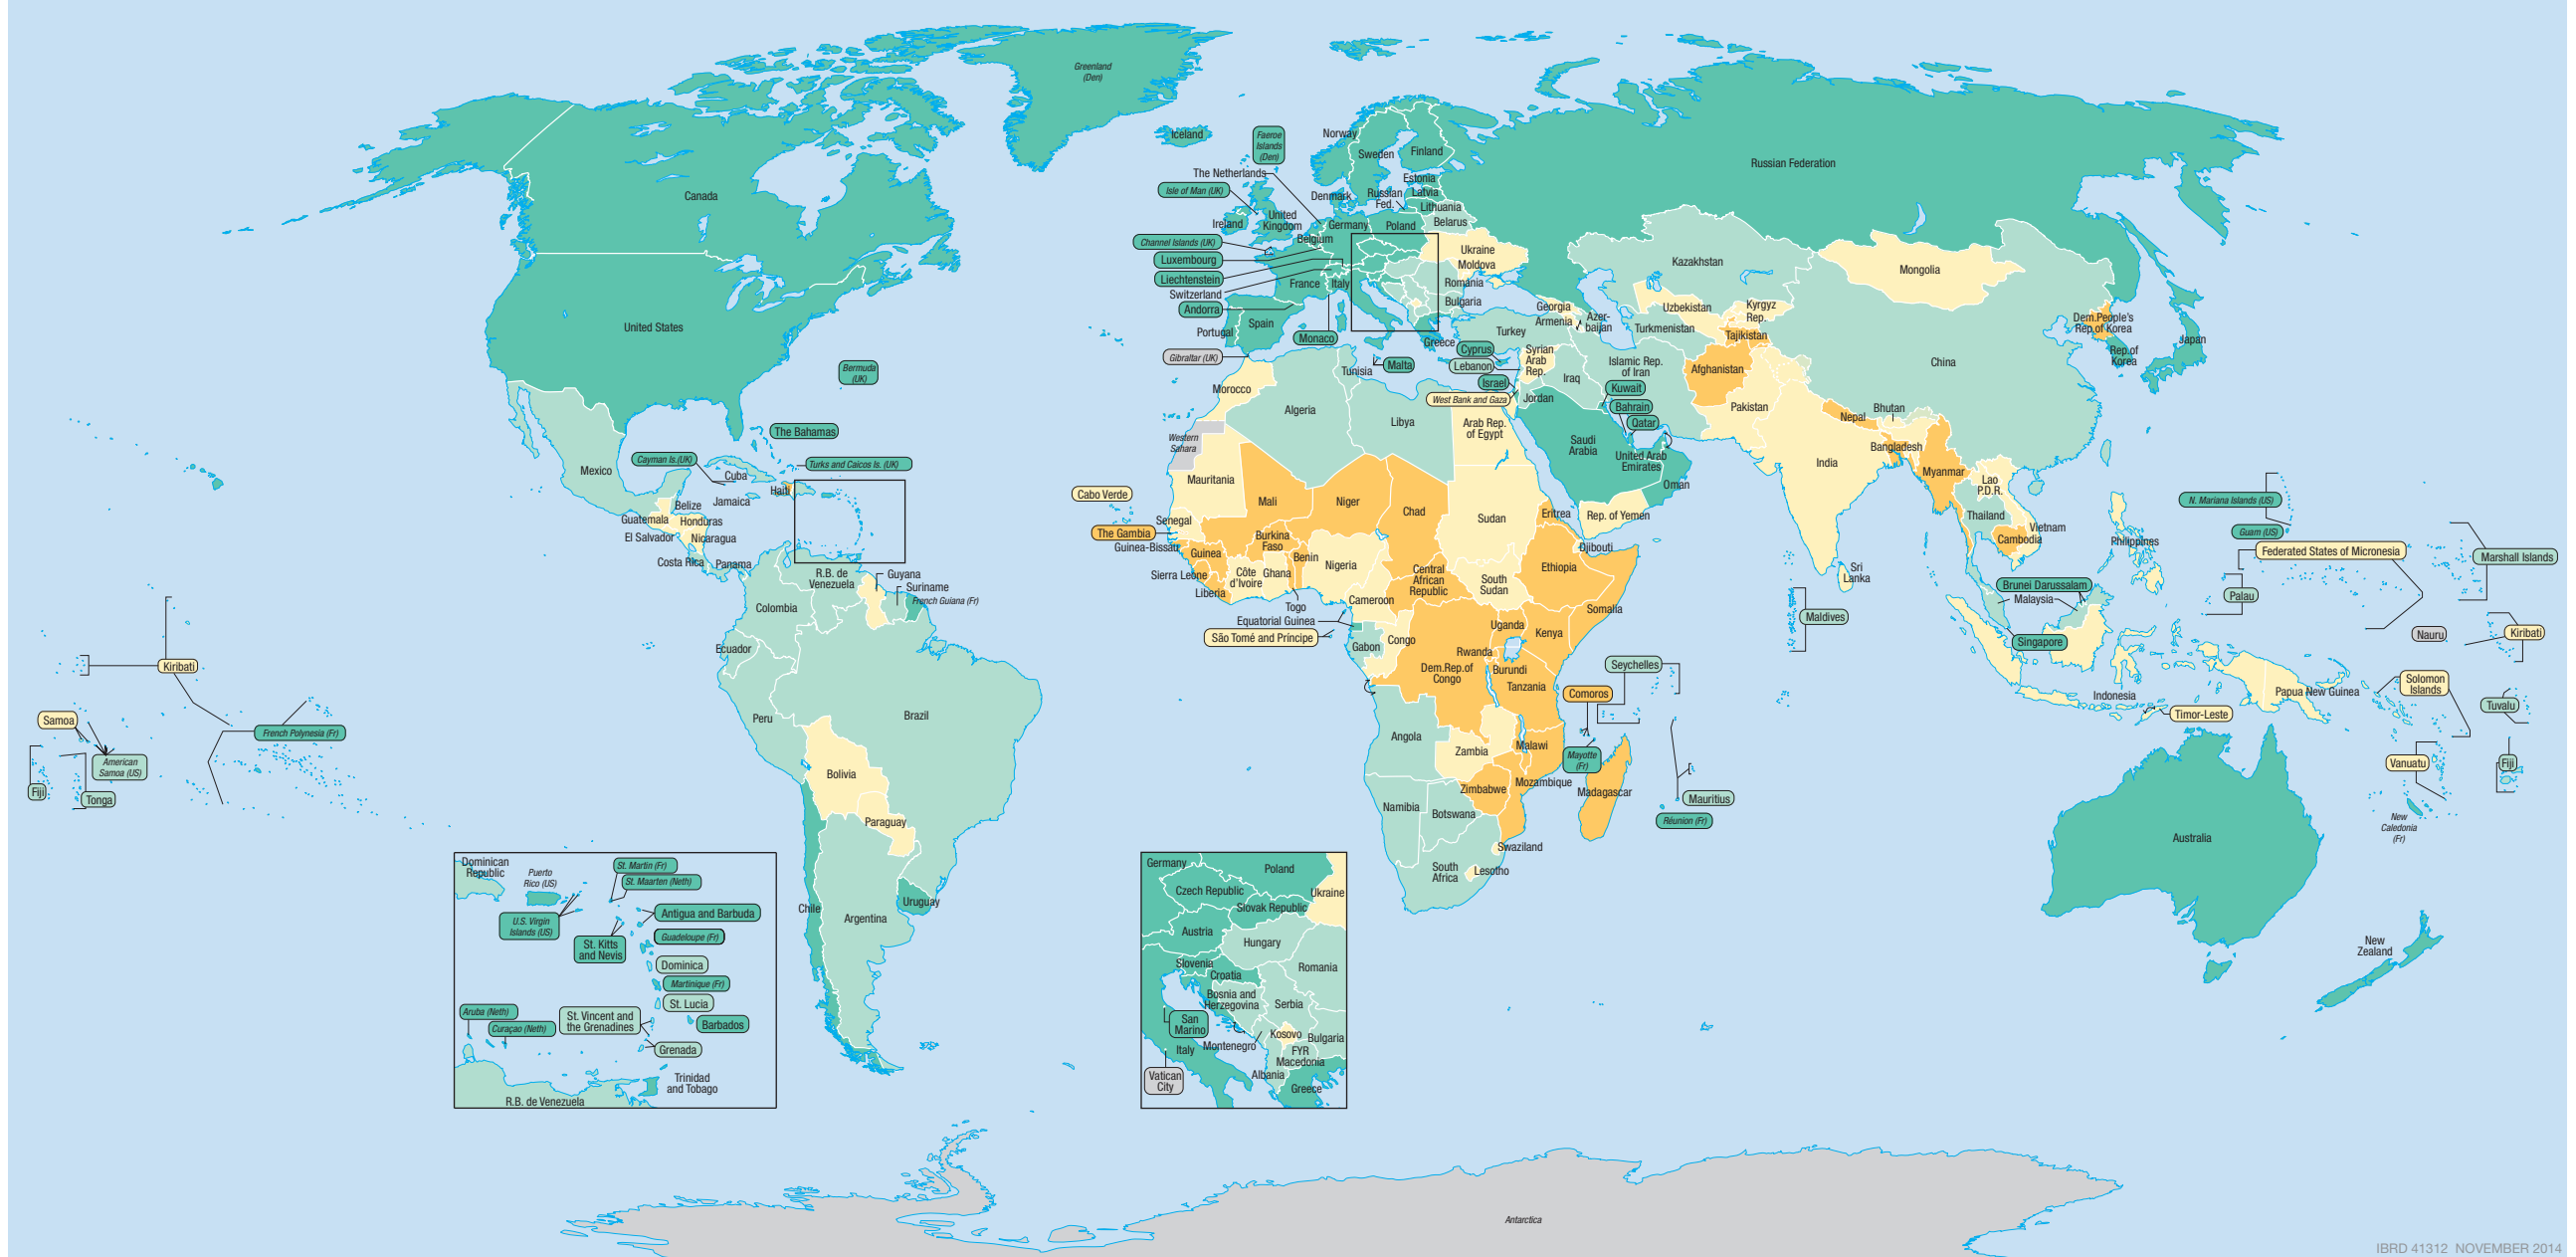 Greenland
(Den)
Iceland
Faeroe
Islands
(Den)
Norway
Sweden
Finland
Russian Federation
Canada
The Netherlands
Isle of Man (UK)
Estonia
Denmark
Russian
Fed.
Latvia
Lithuania
Ireland
United
Kingdom
Germany
Poland
Belarus
Channel Islands (UK)
Belgium
Luxembourg
Ukraine
Moldova
Liechtenstein
France
Italy
Romania
Switzerland
Andorra
Bulgaria
Kazakhstan
Mongolia
United States
Portugal
Spain
Monaco
Georgia
Armenia
Azer-
baijan
Uzbekistan
Kyrgyz
Rep.
Turkey
Turkmenistan
Tajikistan
Dem.People's
Rep.of Korea
Japan
Rep.of
Korea
Gibraltar (UK)
Greece
Cyprus
Malta
Tunisia
Lebanon
Syrian
Arab
Rep.
Islamic Rep.
of Iran
Afghanistan
China
Bermuda
(UK)
Morocco
Israel
Iraq
Kuwait
West Bank and Gaza
Jordan
Bahrain
Pakistan
Nepal
Bhutan
Algeria
Libya
Arab Rep.
of Egypt
Qatar
The Bahamas
Western
Sahara
Saudi
Arabia
United Arab
Emirates
Bangladesh
India
Myanmar
Mexico
Cayman Is.(UK)
Turks and Caicos Is. (UK)
Cuba
Haiti
Oman
Lao
P.D.R.
Mauritania
Cabo Verde
Mali
Niger
Chad
Sudan
Eritrea
Rep. of Yemen
Thailand
Vietnam
N. Mariana Islands (US)
Belize
Jamaica
Guatemala
Honduras
El Salvador
Nicaragua
Senegal
The Gambia
Guinea-Bissau
Burkina
Faso
Guinea
Benin
Djibouti
Cambodia
Philippines
Guam (US)
Federated States of Micronesia
Marshall Islands
Costa Rica
Panama
R.B. de
Venezuela
Guyana
Suriname
French Guiana (Fr)
Sierra Leone
Côte
d'Ivoire
Ghana
Nigeria
Central
African
Republic
South
Sudan
Ethiopia
Sri
Lanka
Liberia
Togo
Cameroon
Somalia
Brunei Darussalam
Malaysia
Palau
Colombia
Equatorial Guinea
São Tomé and Príncipe
Uganda
Kenya
Maldives
Nauru
Kiribati
Ecuador
Gabon
Congo
Rwanda
Burundi
Singapore
Kiribati
Dem.Rep.of
Congo
Tanzania
Seychelles
Comoros
Indonesia
Papua New Guinea
Solomon
Islands
Samoa
Peru
Brazil
Timor-Leste
Tuvalu
French Polynesia (Fr)
Angola
Zambia
Malawi
Mayotte
(Fr)
American
Samoa (US)
Bolivia
Vanuatu
Fiji
Fiji
Tonga
Zimbabwe
Mozambique
Madagascar
Mauritius
Namibia
Botswana
Réunion (Fr)
Paraguay
New
Caledonia
(Fr)
Australia
Swaziland
South
Africa
Lesotho
Chile
Uruguay
Argentina
New
Zealand
Dominican
Republic
Puerto
Rico (US)
St. Martin (Fr)
St. Maarten (Neth)
U.S. Virgin
Islands (US)
Antigua and Barbuda
St. Kitts
and Nevis
Guadeloupe (Fr)
Dominica
Martinique (Fr)
St. Lucia
Aruba (Neth)
Curaçao (Neth)
St. Vincent and
the Grenadines
Barbados
Grenada
Trinidad
and Tobago
R.B. de Venezuela
Germany
Poland
Czech Republic
Ukraine
Slovak Republic
Austria
Hungary
Slovenia
Croatia
Romania
Bosnia and
Herzegovina
Serbia
San
Marino
Kosovo
Bulgaria
Montenegro
Italy
FYR
Macedonia
Vatican
City
Albania
Greece
Antarctica
IBRD 41312 NOVEMBER 2014